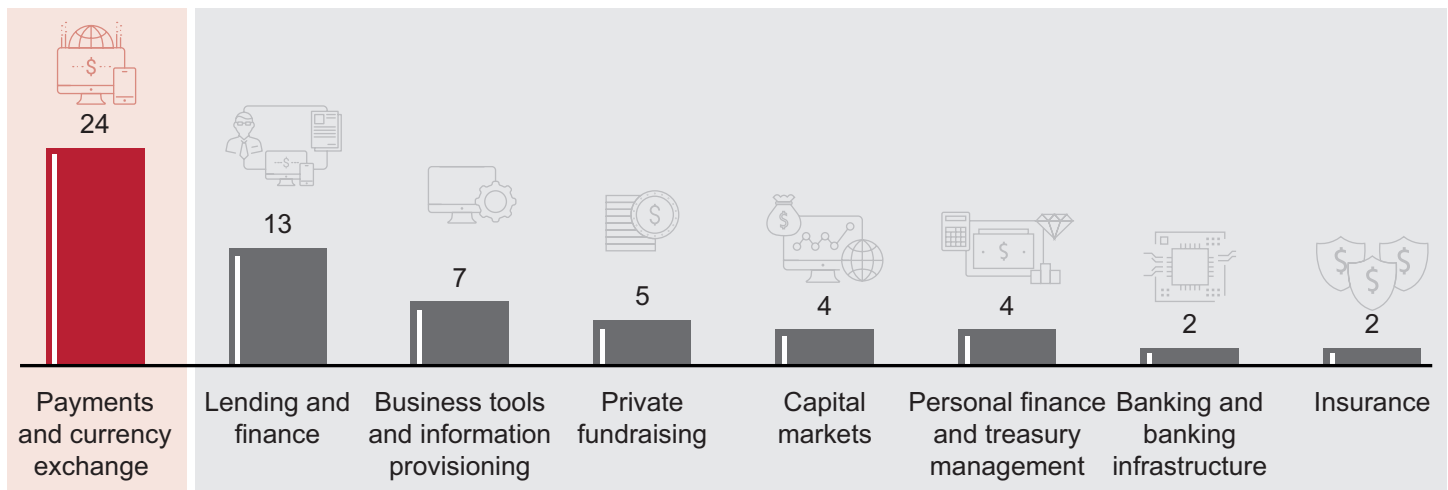 24
13
7
5
4
4
2
2
Payments
and currency
exchange
Lending and
finance
Business tools
and information
provisioning
Private
fundraising
Capital
markets
Personal finance
and treasury
management
Banking and
banking
infrastructure
Insurance